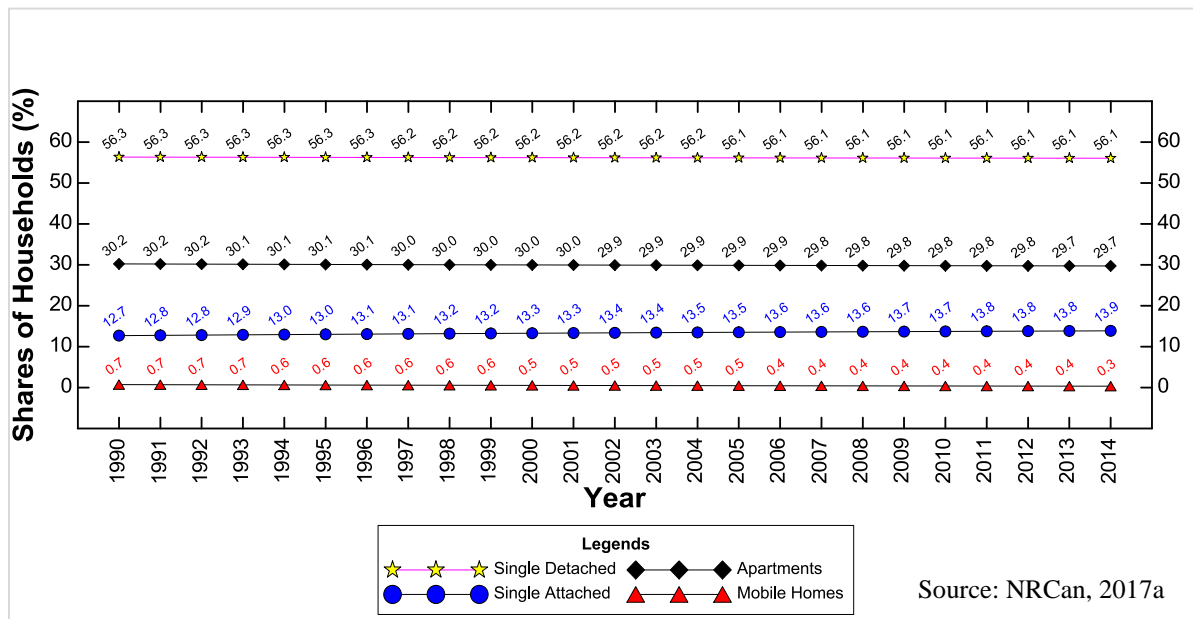 Shares of Households (%)
60
50
40
30
20
10
0
60
50
40
30
20
10
0
56.3 56.3 56.3 56.3 56.3 56.3 56.3 56.2 56.2 56.2 56.2 56.2 56.2 56.2 56.2 56.1 56.1 56.1 56.1 56.1 56.1 56.1 56.1 56.1 56.1
30.2 30.2 30.2 30.1 30.1 30.1 30.1 30.0 30.0 30.0 30.0 30.0 29.9 29.9 29.9 29.9 29.9 29.8 29.8 29.8 29.8 29.8 29.8 29.7 29.7
12.7 12.8 12.8 12.9 13.0 13.0 13.1 13.1 13.2 13.2 13.3 13.3 13.4 13.4 13.5 13.5 13.6 13.6 13.6 13.7 13.7 13.8 13.8 13.8 13.9
0.7 0.7 0.7 0.7 0.6 0.6 0.6 0.6 0.6 0.6 0.5 0.5 0.5 0.5 0.5 0.5 0.4 0.4 0.4 0.4 0.4 0.4 0.4 0.4 0.3
1990 1991 1992 1993 1994 1995 1996 1997 1998 1999 2000 2001 2002 2003 2004 2005 2006 2007 2008 2009 2010 2011 2012 2013 2014
Year
Legends
Single Detached Apartments
Single Attached Mobile Homes
Source: NRCan, 2017a